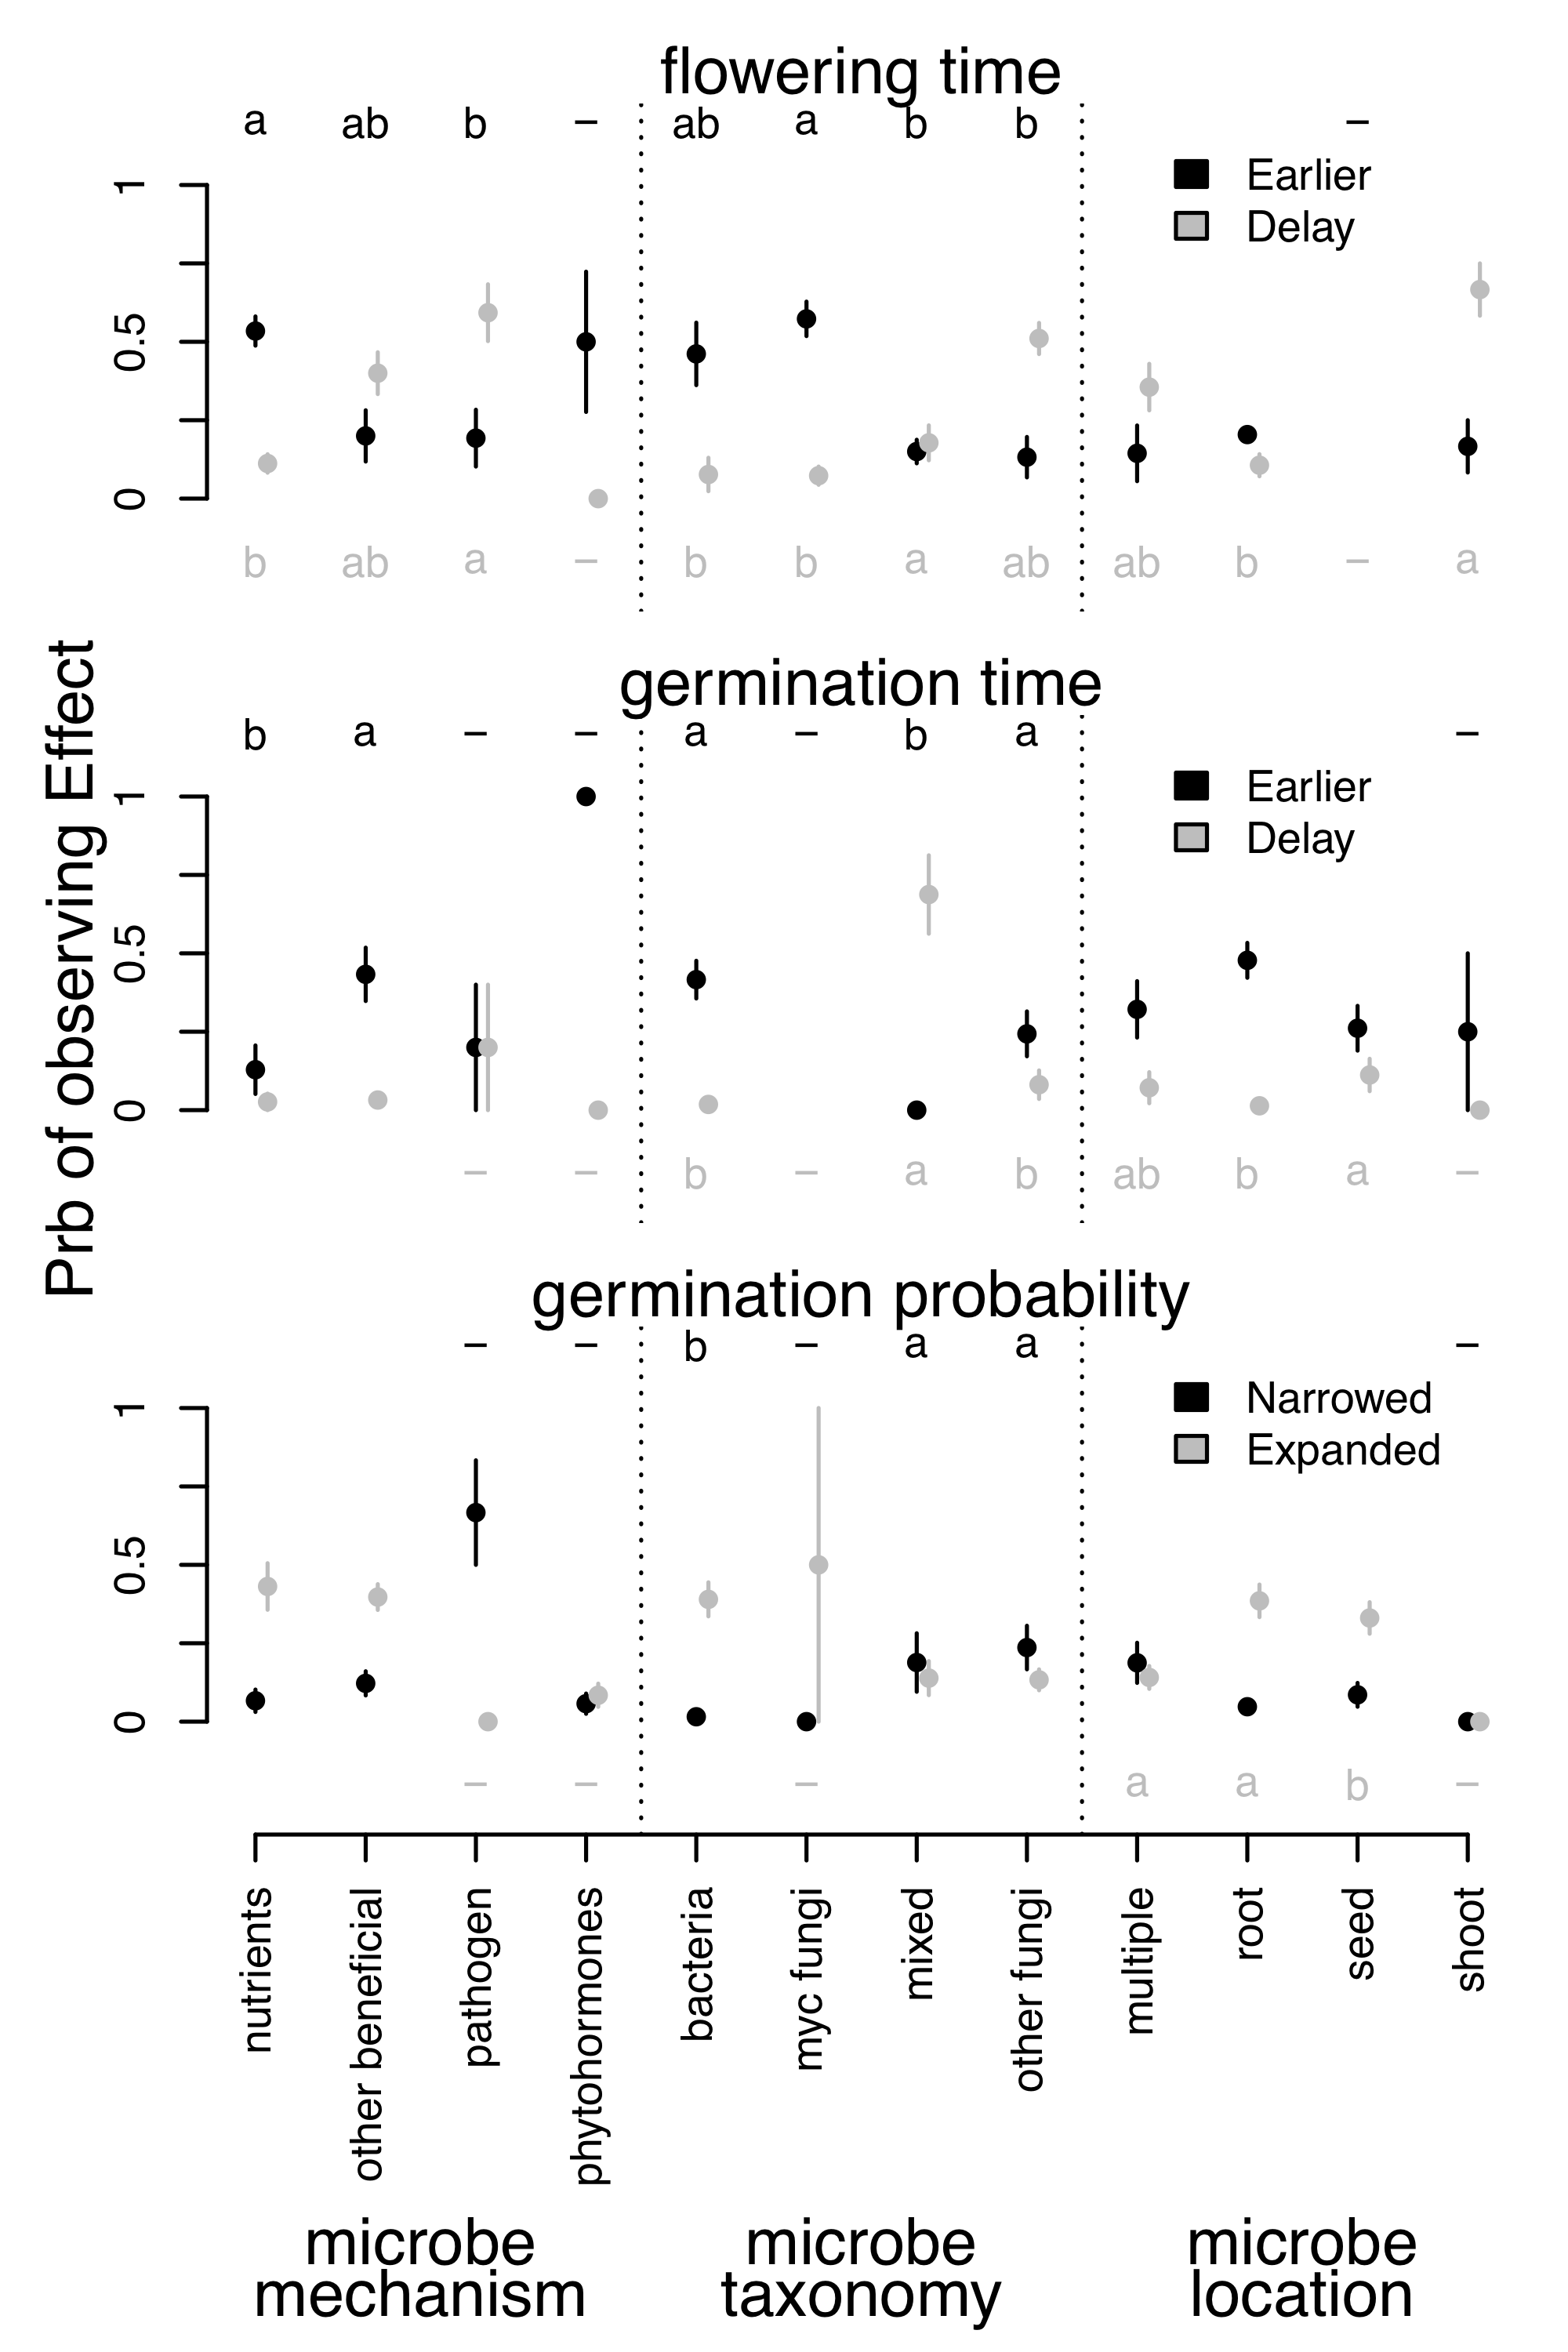 flowering time
a ab b – ab a b b –
Earlier
Delay
1
0.5
0
b ab a – b b a ab ab b – a
Prb of observing Effect
germination time
b a – – a – b a –
Earlier
Delay
1
0.5
0
– – b – a b ab b a –
germination probability
– – b – a a –
Narrowed
Expanded
1
0.5
0
– – – a a b –
nutrients
other beneficial
pathogen
phytohormones
bacteria
myc fungi
mixed
other fungi
multiple
root
seed
shoot
microbe
mechanism
microbe
taxonomy
microbe
location